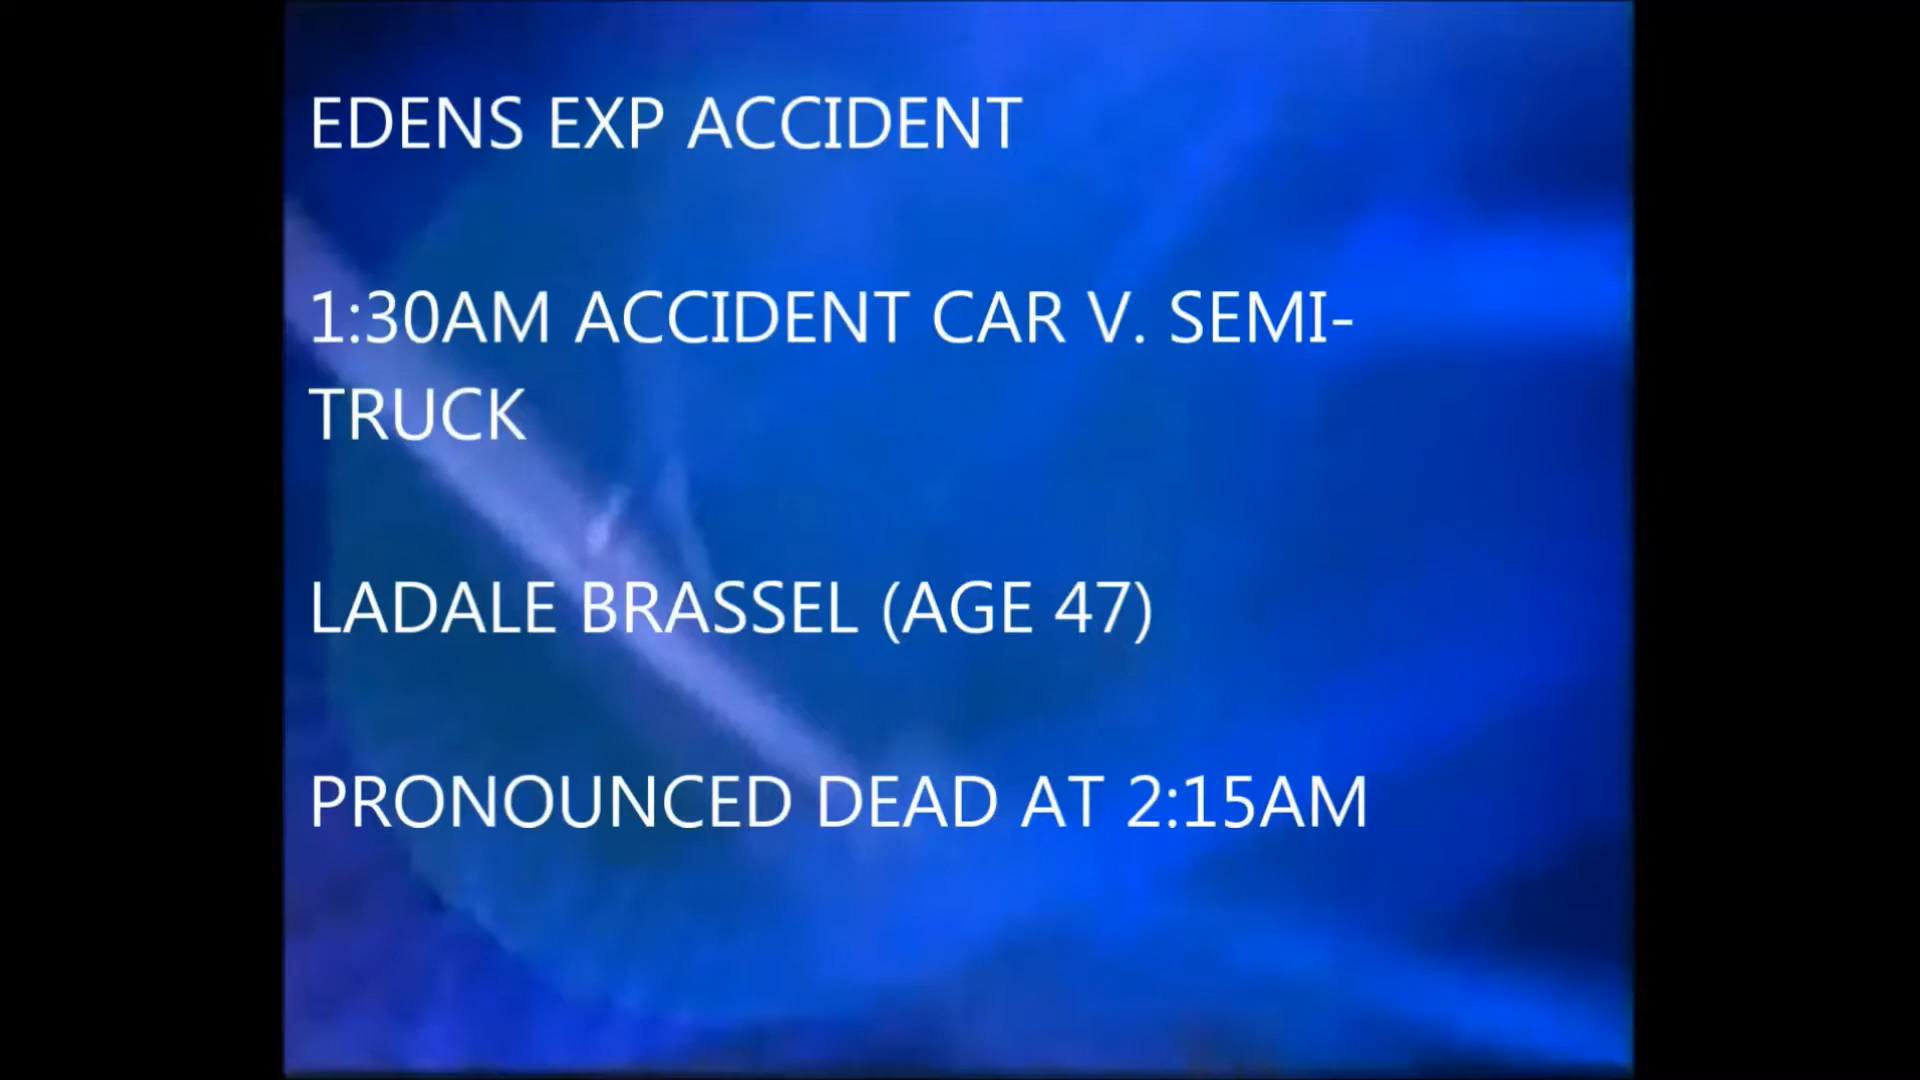 EDENS EXP ACCIDENT
1:30AM ACCIDENT CAR V. SEMI-
TRUCK
LADALE BRASSEL (AGE 47)
PRONOUNCED DEAD AT 2:15AM